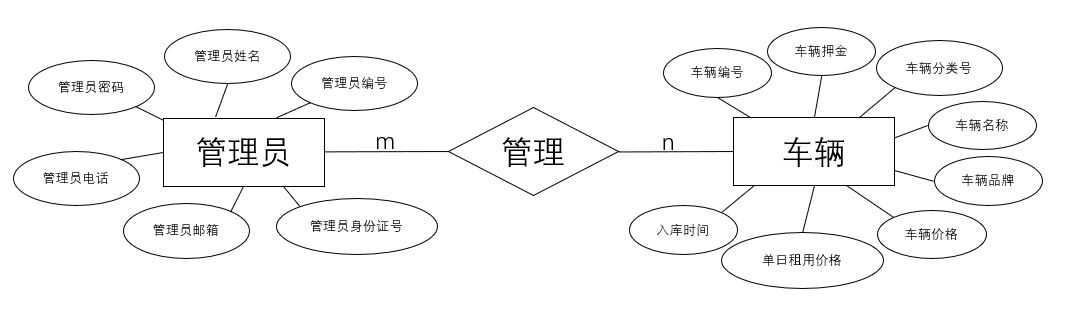 管理员姓名
管理员密码
管理员编号
管理员
管理员电话
管理员邮箱
管理员身份证号
m
管理
n
车辆押金
车辆编号
车辆分类号
车辆名称
车辆
车辆品牌
入库时间
车辆价格
单日租用价格